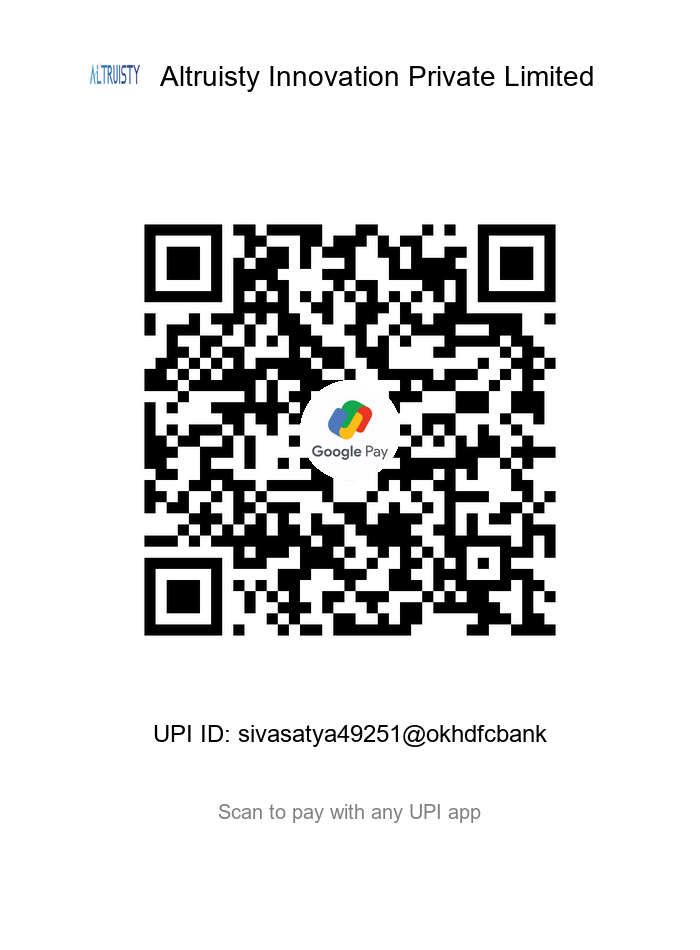 ALTRUISTY Altruisty Innovation Private Limited
Google Pay
UPI ID: sivasatya49251@okhdfcbank
Scan to pay with any UPI app